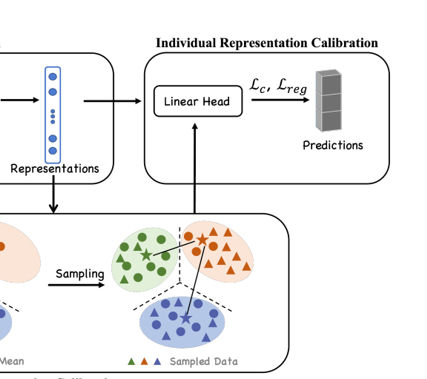 Individual Representation Calibration
Linear Head
ℒc, ℒreg
Predictions
Representations
Sampling
Mean
Sampled Data